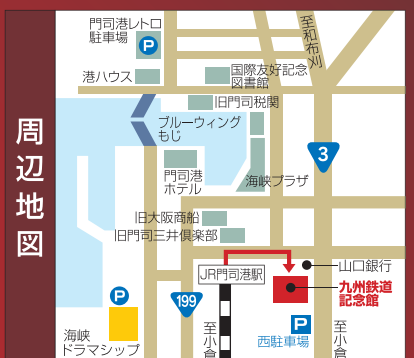 周辺地図
門司港レトロ
駐車場
P
至和布刈
港ハウス
国際友好記念
図書館
旧門司税関
ブルーウィング
もじ
3
門司港
ホテル
海峡プラザ
旧大阪商船
旧門司三井倶楽部
JR門司港駅
山口銀行
九州鉄道
記念館
P
199
P
西駐車場
海峡
ドラマシップ
至小倉
至小倉